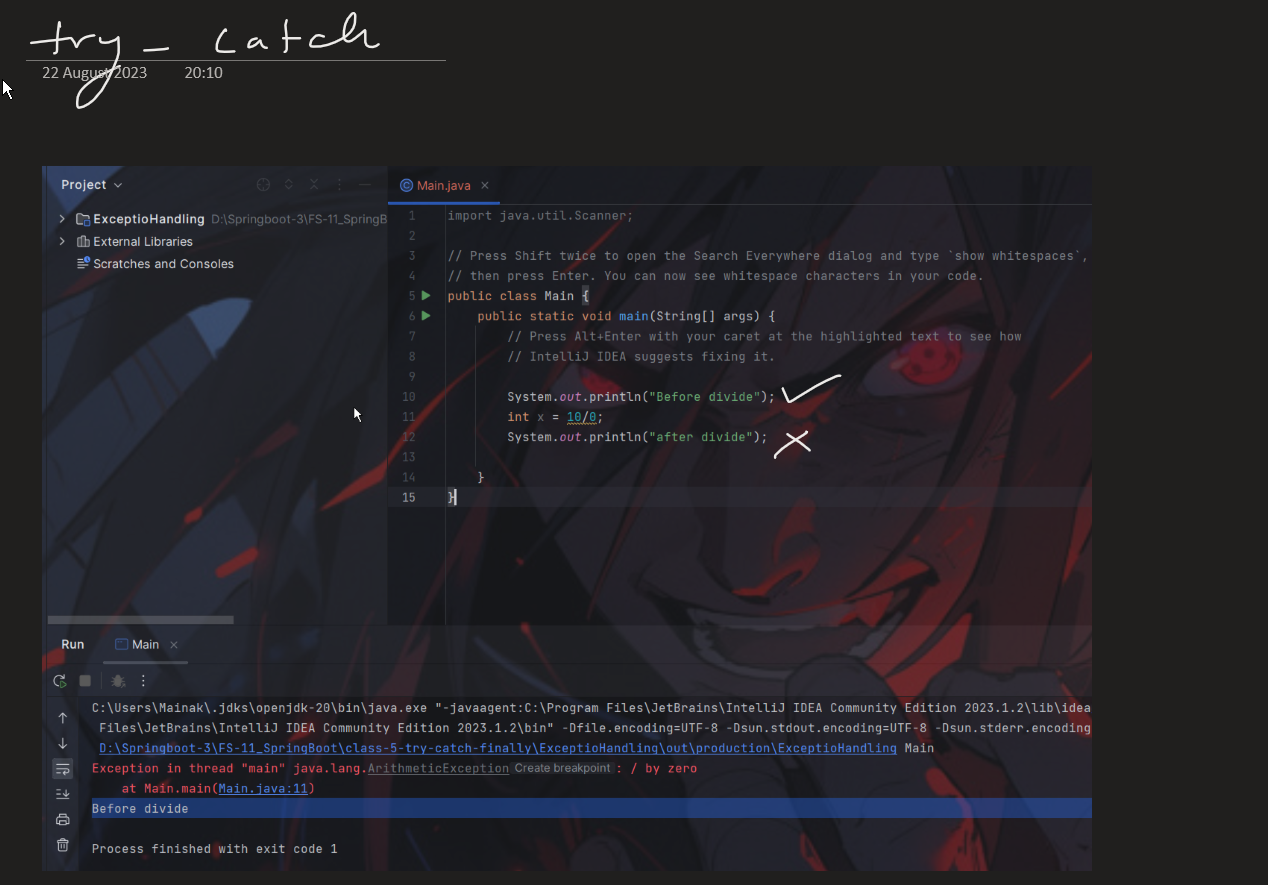 try - catch
22 August 2023 20:10
Project
Main.java
ExceptioHandling D:\Springboot-3\FS-11_SpringB
External Libraries
Scratches and Consoles
1 import java.util.Scanner;
2
3 // Press Shift twice to open the Search Everywhere dialog and type `show whitespaces`,
4 // then press Enter. You can now see whitespace characters in your code.
5 public class Main {
6 public static void main(String[] args) {
7 // Press Alt+Enter with your caret at the highlighted text to see how
8 // IntelliJ IDEA suggests fixing it.
9
10 System.out.println("Before divide");
11 int x = 10/0;
12 System.out.println("after divide");
13
14 }
15 }
Run Main
C:\Users\Mainak\.jdks\openjdk-20\bin\java.exe "-javaagent:C:\Program Files\JetBrains\IntelliJ IDEA Community Edition 2023.1.2\lib\idea
Files\JetBrains\IntelliJ IDEA Community Edition 2023.1.2\bin" -Dfile.encoding=UTF-8 -Dsun.stdout.encoding=UTF-8 -Dsun.stderr.encoding
D:\Springboot-3\FS-11_SpringBoot\class-5-try-catch-finally\ExceptioHandling\out\production\ExceptioHandling Main
Exception in thread "main" java.lang.ArithmeticException Create breakpoint : / by zero
at Main.main(Main.java:11)
Before divide
Process finished with exit code 1